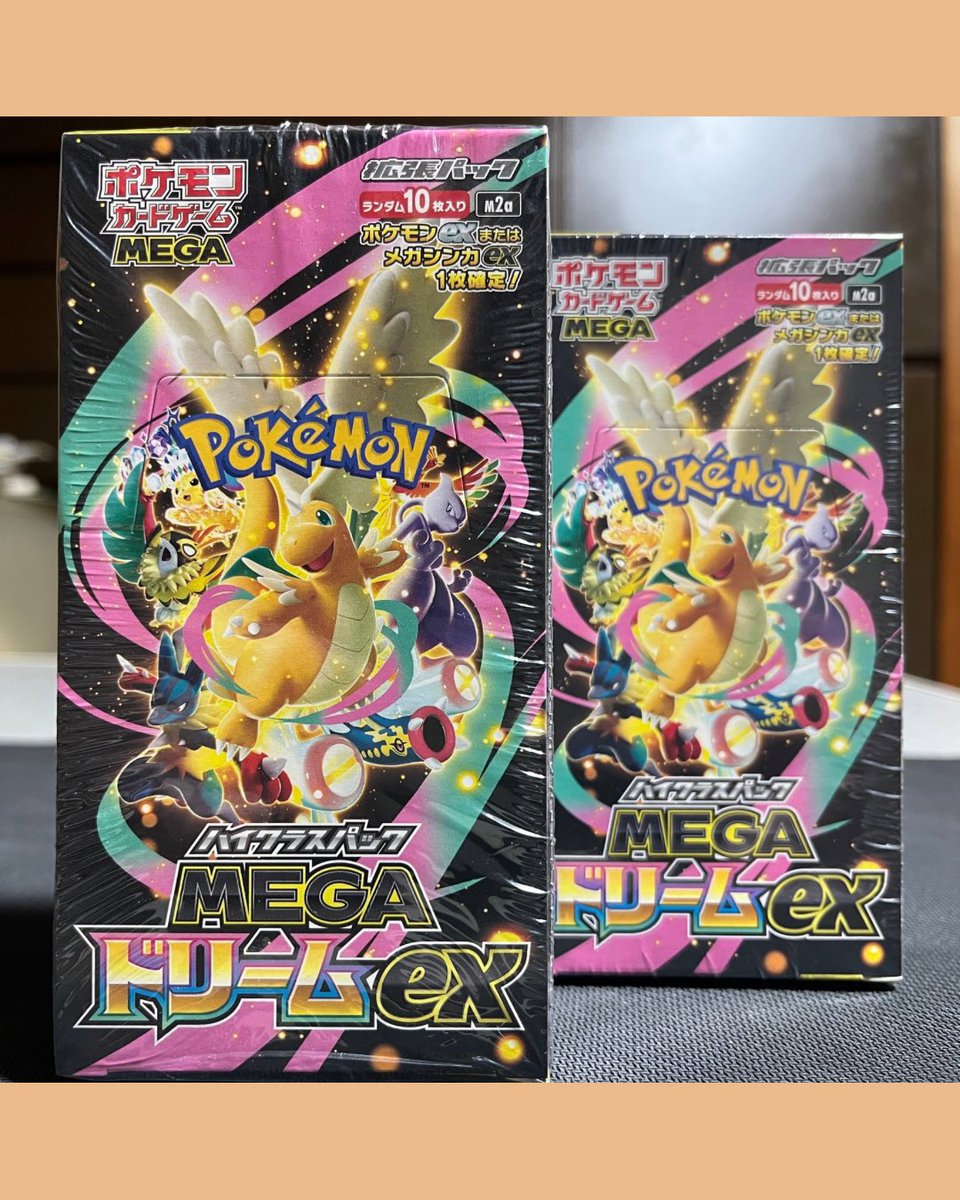 ポケモン
カードゲーム
MEGA
拡張パック
ランダム10枚入り M2a
ポケモンexまたは
メガシンカex
1枚確定!
POKéMON
ハイクラスパック
MEGA
ドリームex
ポケモン
カードゲーム
MEGA
拡張パック
ランダム10枚入り M2a
ポケモンexまたは
メガシンカex
1枚確定!
POKéMON
ハイクラスパック
MEGA
ドリームex